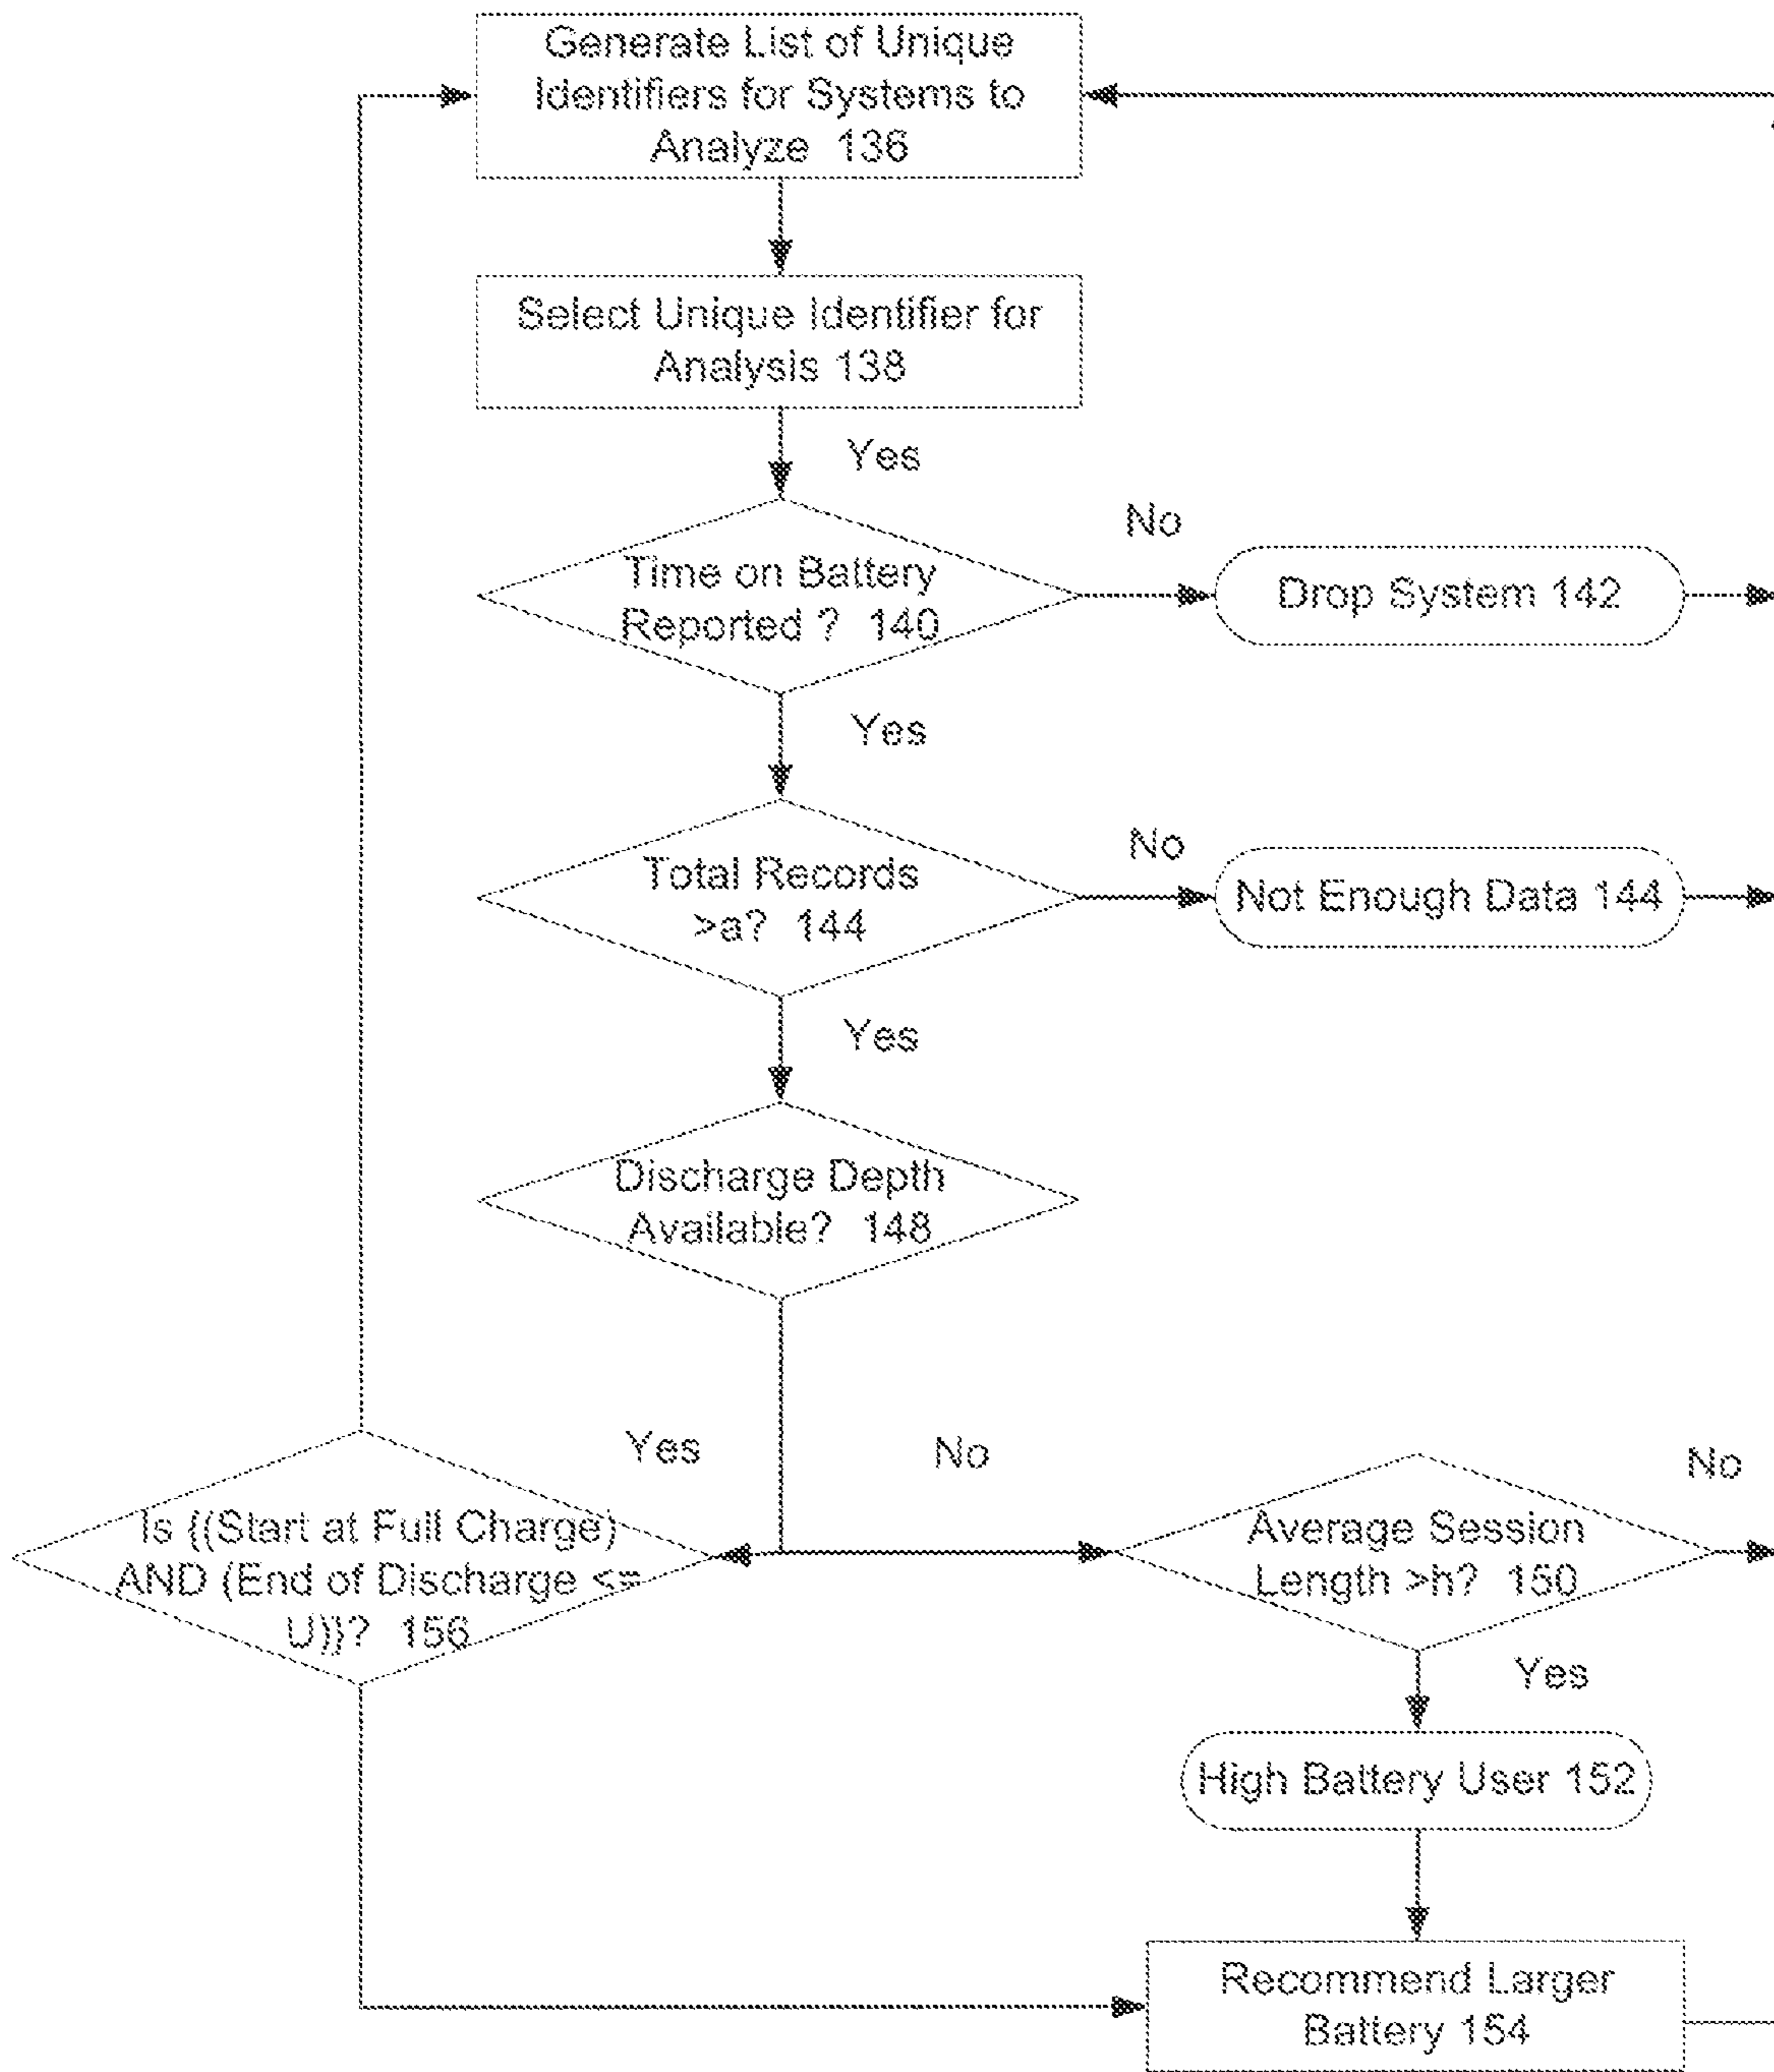 Generate List of Unique
Identifiers for Systems to
Analyze 136
Select Unique Identifier for
Analysis 138
Yes
No
Time on Battery
Reported ? 140
Drop System 142
Yes
No
Total Records
>a? 144
Not Enough Data 144
Yes
Discharge Depth
Available? 148
Yes
No
No
Is {(Start at Full Charge)
AND (End of Discharge <=
U)}? 156
Average Session
Length >h? 150
Yes
High Battery User 152
Recommend Larger
Battery 154